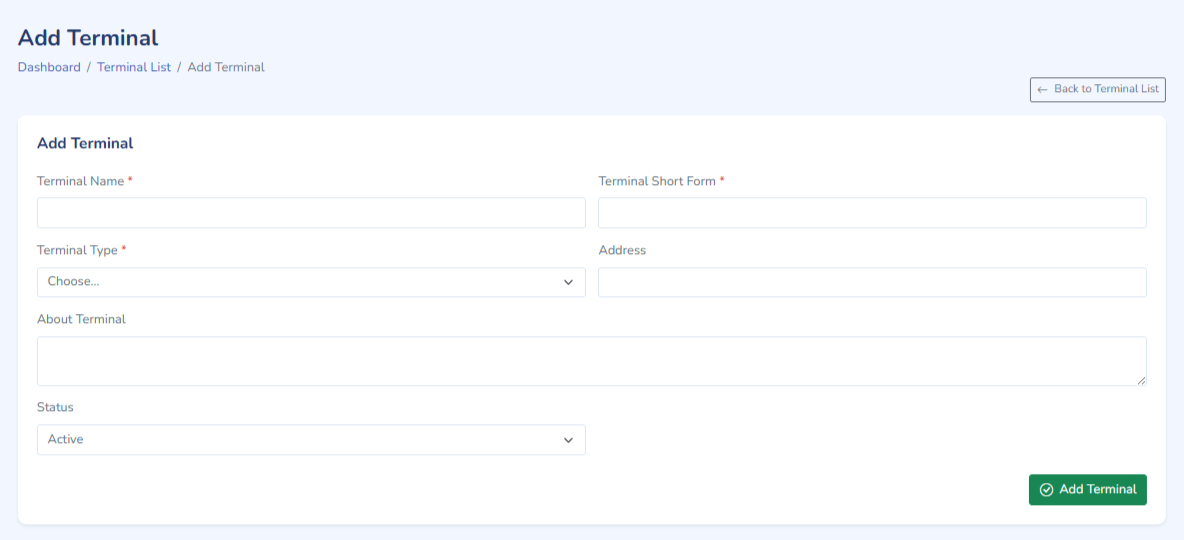 Add Terminal
Dashboard / Terminal List / Add Terminal
← Back to Terminal List
Add Terminal
Terminal Name *
Terminal Short Form *
Terminal Type *
Address
Choose...
About Terminal
Status
Active
Add Terminal